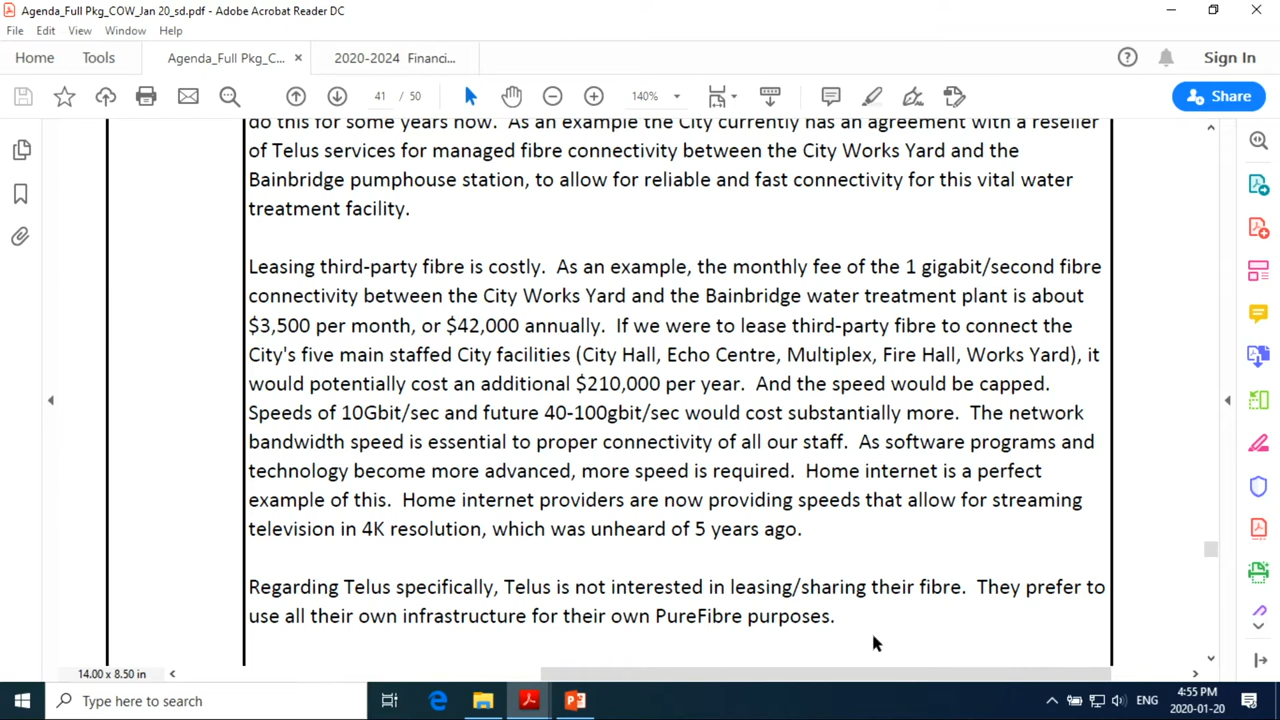 Agenda_Full Pkg_COW_Jan 20_sd.pdf - Adobe Acrobat Reader DC
File Edit View Window Help
Home Tools Agenda_Full Pkg_C... × 2020-2024 Financi... Sign In
41 / 50 140% Share
do this for some years now. As an example the City currently has an agreement with a reseller
of Telus services for managed fibre connectivity between the City Works Yard and the
Bainbridge pumphouse station, to allow for reliable and fast connectivity for this vital water
treatment facility.
Leasing third-party fibre is costly. As an example, the monthly fee of the 1 gigabit/second fibre
connectivity between the City Works Yard and the Bainbridge water treatment plant is about
$3,500 per month, or $42,000 annually. If we were to lease third-party fibre to connect the
City's five main staffed City facilities (City Hall, Echo Centre, Multiplex, Fire Hall, Works Yard), it
would potentially cost an additional $210,000 per year. And the speed would be capped.
Speeds of 10Gbit/sec and future 40-100gbit/sec would cost substantially more. The network
bandwidth speed is essential to proper connectivity of all our staff. As software programs and
technology become more advanced, more speed is required. Home internet is a perfect
example of this. Home internet providers are now providing speeds that allow for streaming
television in 4K resolution, which was unheard of 5 years ago.
Regarding Telus specifically, Telus is not interested in leasing/sharing their fibre. They prefer to
use all their own infrastructure for their own PureFibre purposes.
14.00 x 8.50 in
Type here to search ENG 4:55 PM
2020-01-20